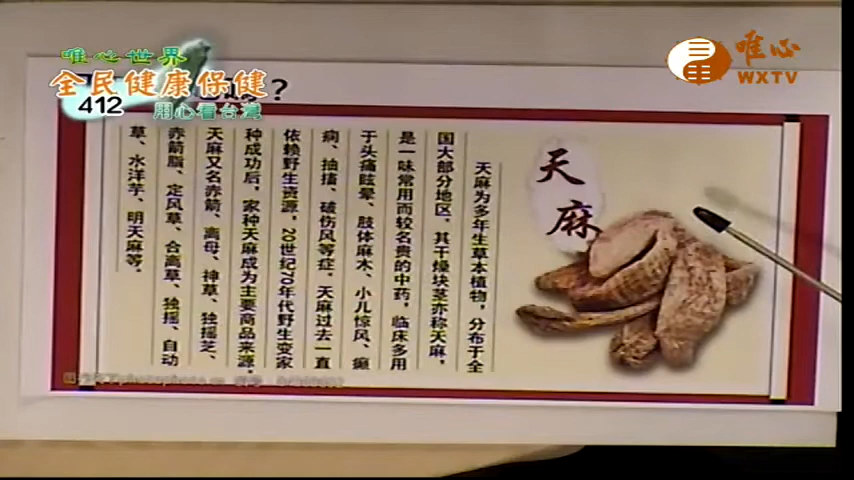 唯心世界
全民健康保健
412
用心看台灣
?
唯心
WXTV
天麻
天麻为多年生草本植物，分布于全
国大部分地区，其干燥块茎亦称天麻，
是一味常用而较名贵的中药，临床多用
于头痛眩晕、肢体麻木、小儿惊风、癫
痫、抽搐、破伤风等症。天麻过去一直
依赖野生资源，20世纪70年代野生变家
种成功后，家种天麻成为主要商品来源。
天麻又名赤箭、离母、神草、独摇芝、
赤箭脂、定风草、合离草、独摇、自动
草、水洋芋、明天麻等。